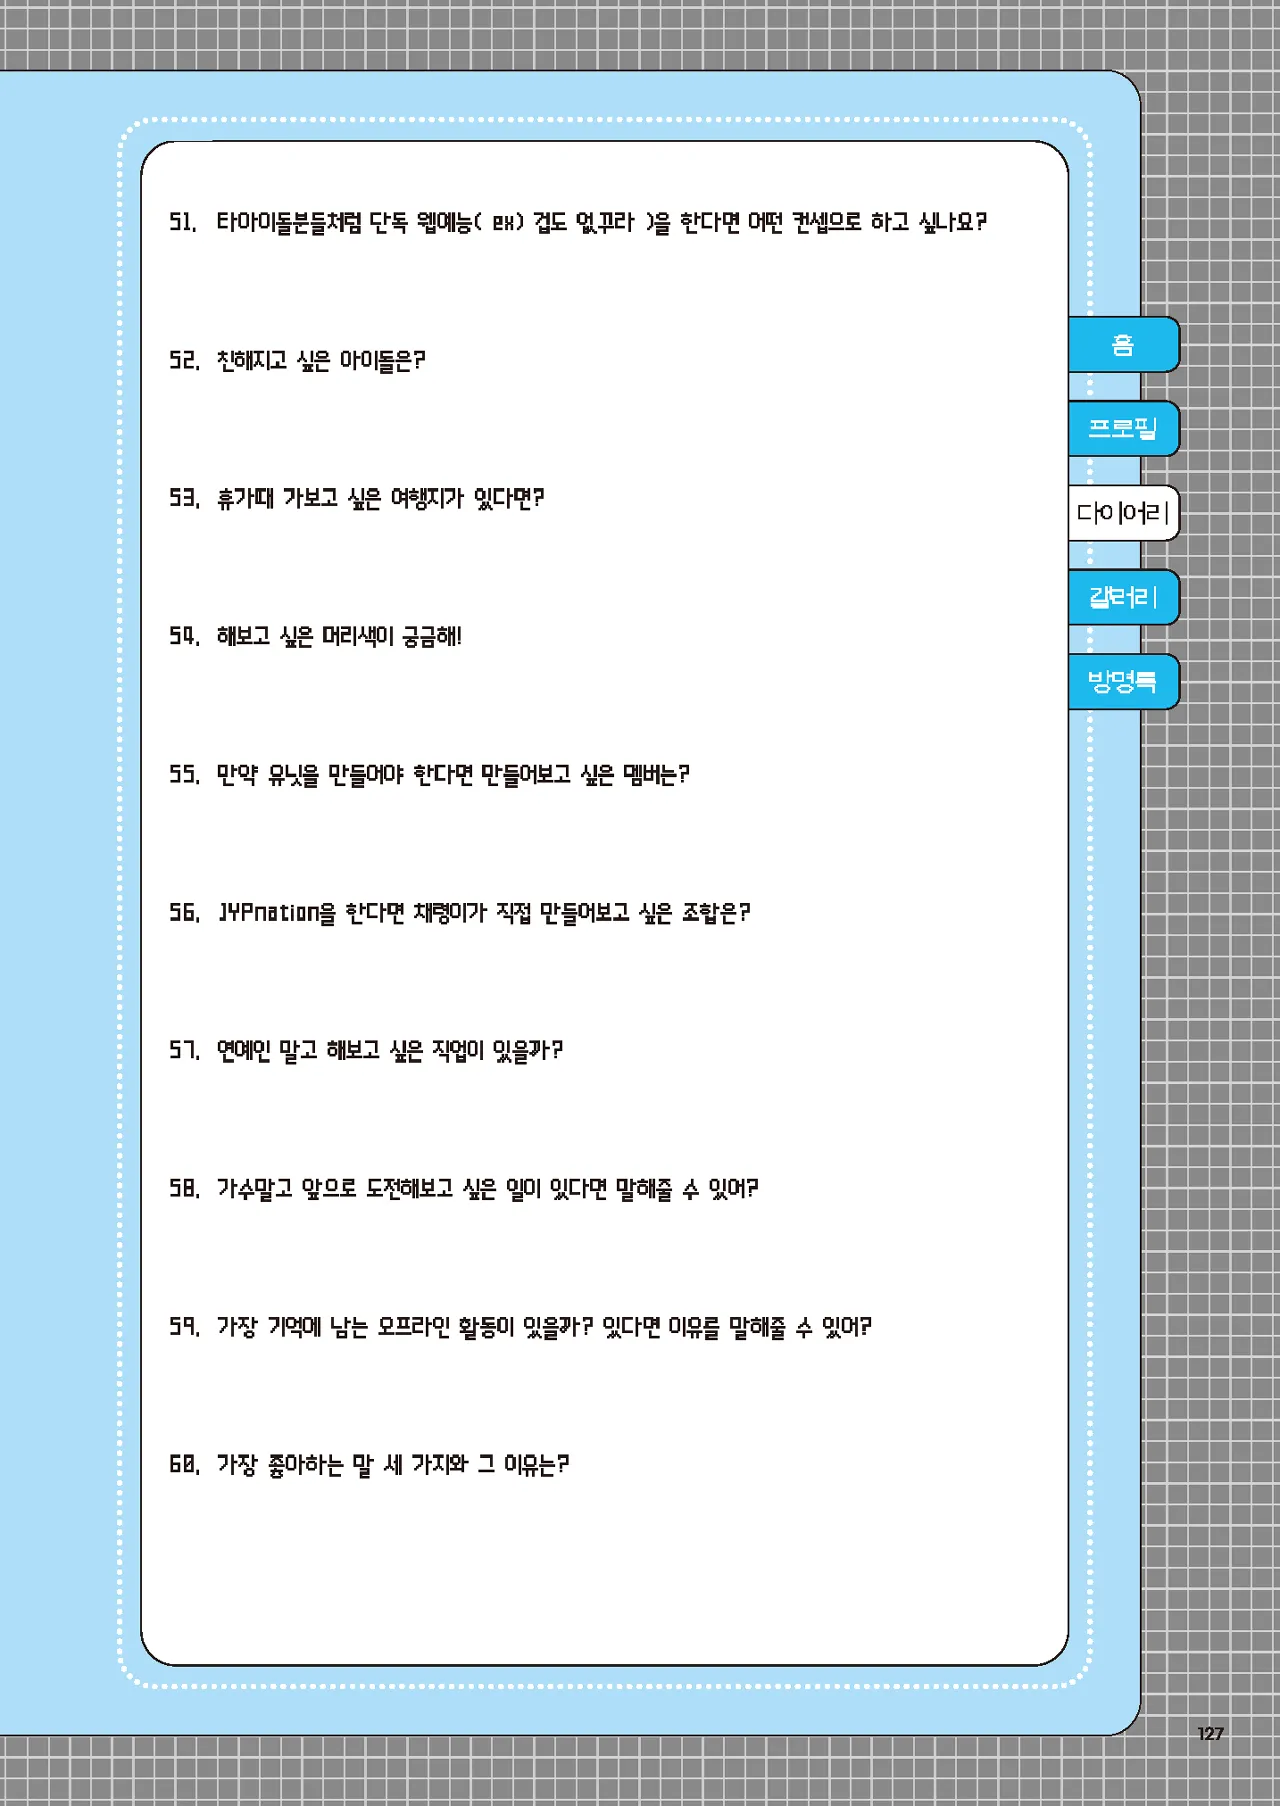 51. 타아이돌분들처럼 단독 웹예능( ex) 겁도 없꾸라 )을 한다면 어떤 컨셉으로 하고 싶나요?
52. 친해지고 싶은 아이돌은?
53. 휴가때 가보고 싶은 여행지가 있다면?
54. 해보고 싶은 머리색이 궁금해!
55. 만약 유닛을 만들어야 한다면 만들어보고 싶은 멤버는?
56. JYPnation을 한다면 채령이가 직접 만들어보고 싶은 조합은?
57. 연예인 말고 해보고 싶은 직업이 있을까?
58. 가수말고 앞으로 도전해보고 싶은 일이 있다면 말해줄 수 있어?
59. 가장 기억에 남는 오프라인 활동이 있을까? 있다면 이유를 말해줄 수 있어?
60. 가장 좋아하는 말 세 가지와 그 이유는?
홈
프로필
다이어리
갤러리
방명록
127